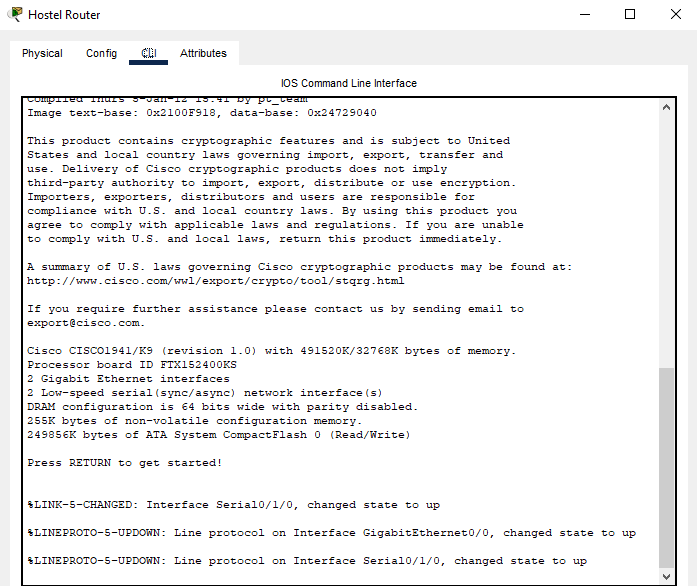 Hostel Router
Physical Config CLI Attributes
IOS Command Line Interface
Compiled Thurs 5-Jan-12 15:41 by pt_team
Image text-base: 0x2100F918, data-base: 0x24729040
This product contains cryptographic features and is subject to United
States and local country laws governing import, export, transfer and
use. Delivery of Cisco cryptographic products does not imply
third-party authority to import, export, distribute or use encryption.
Importers, exporters, distributors and users are responsible for
compliance with U.S. and local country laws. By using this product you
agree to comply with applicable laws and regulations. If you are unable
to comply with U.S. and local laws, return this product immediately.
A summary of U.S. laws governing Cisco cryptographic products may be found at:
http://www.cisco.com/wwl/export/crypto/tool/stqrg.html
If you require further assistance please contact us by sending email to
export@cisco.com.
Cisco CISCO1941/K9 (revision 1.0) with 491520K/32768K bytes of memory.
Processor board ID FTX152400KS
2 Gigabit Ethernet interfaces
2 Low-speed serial(sync/async) network interface(s)
DRAM configuration is 64 bits wide with parity disabled.
255K bytes of non-volatile configuration memory.
249856K bytes of ATA System CompactFlash 0 (Read/Write)
Press RETURN to get started!
%LINK-5-CHANGED: Interface Serial0/1/0, changed state to up
%LINEPROTO-5-UPDOWN: Line protocol on Interface GigabitEthernet0/0, changed state to up
%LINEPROTO-5-UPDOWN: Line protocol on Interface Serial0/1/0, changed state to up